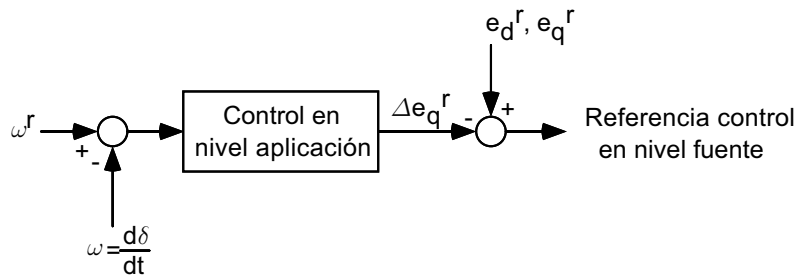 e_d^r, e_q^r
Control en
nivel aplicación
Δe_q^r
- +
Referencia control
en nivel fuente
ω^r
+ -
ω=dδ/dt